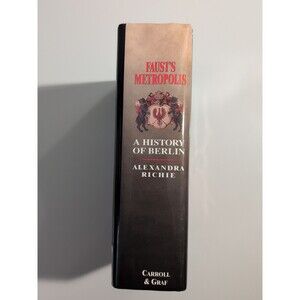 FAUST'S
METROPOLIS
A HISTORY
OF BERLIN
ALEXANDRA
RICHIE
CARROLL
& GRAF